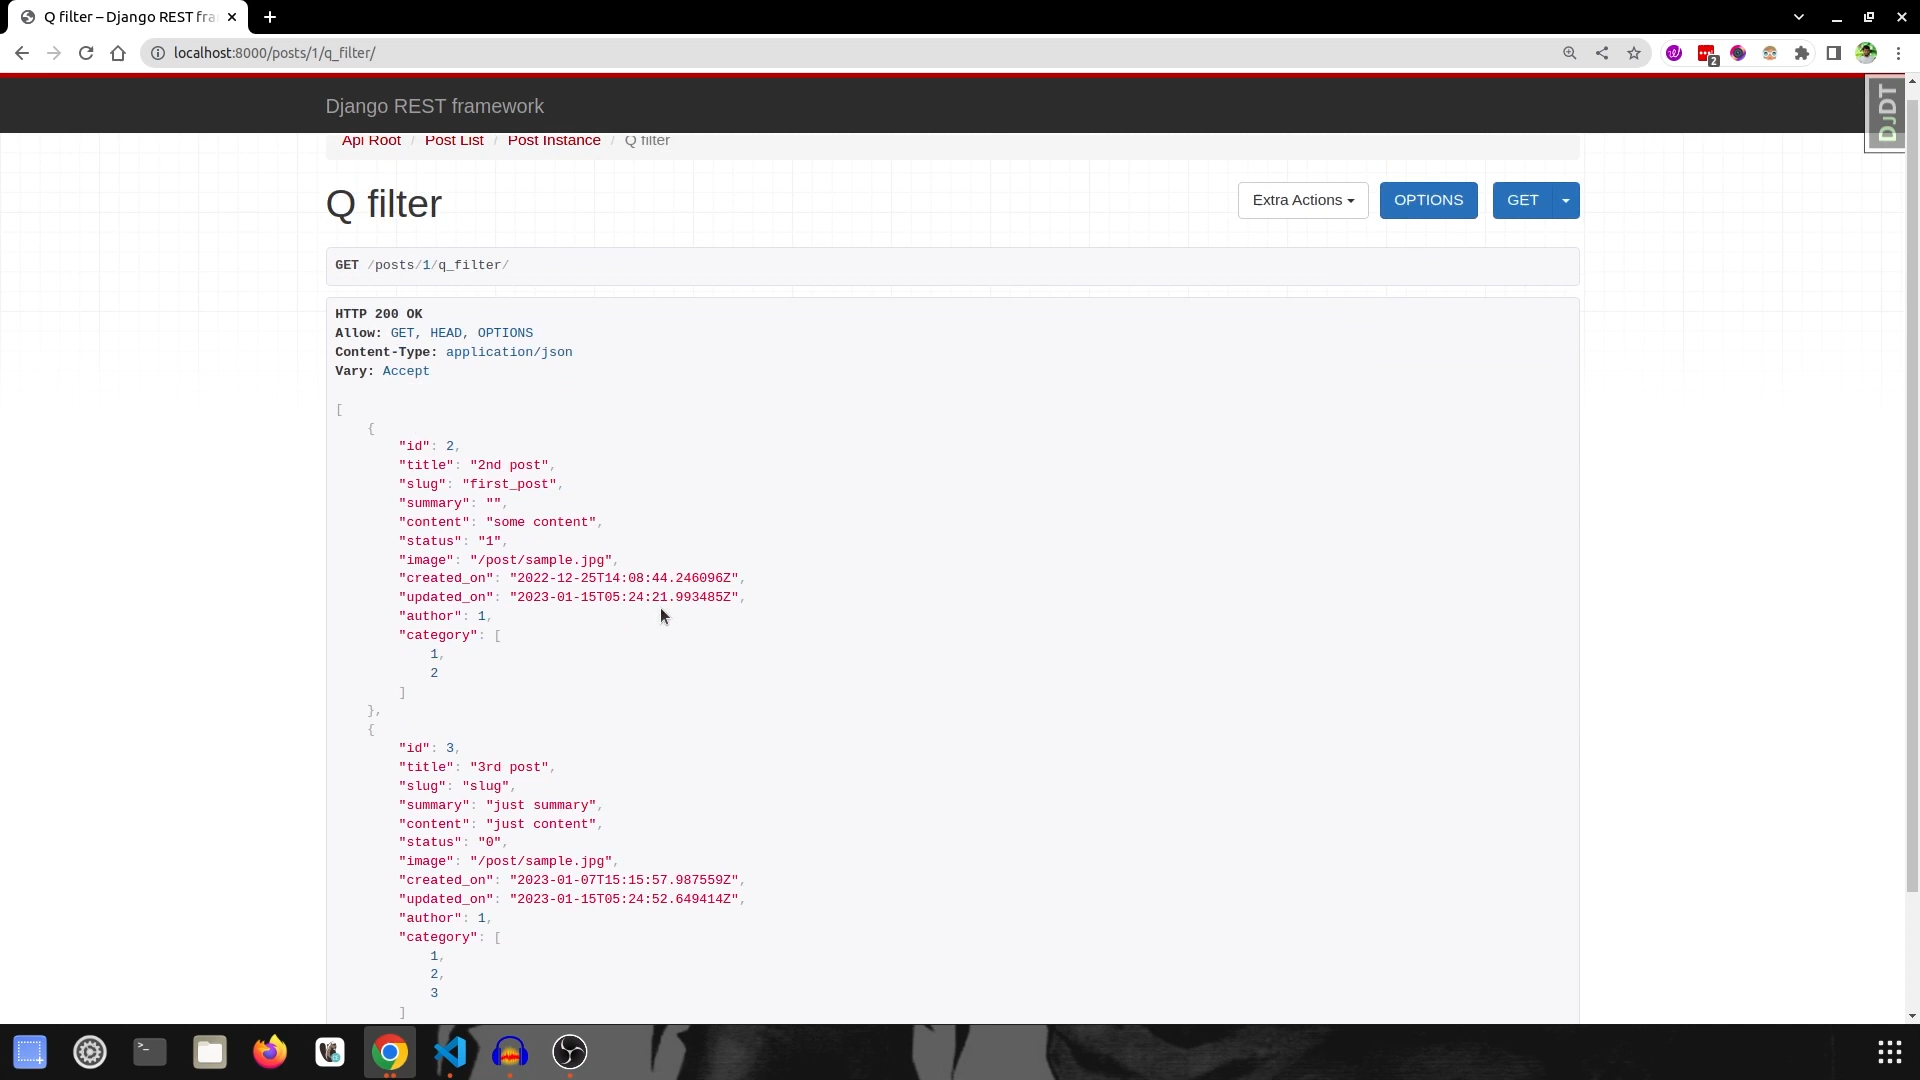 Q filter – Django REST fra
localhost:8000/posts/1/q_filter/
2
Django REST framework
DJDT
Api Root / Post List / Post Instance / Q filter
Q filter
Extra Actions
OPTIONS
GET
GET /posts/1/q_filter/
HTTP 200 OK
Allow: GET, HEAD, OPTIONS
Content-Type: application/json
Vary: Accept
[
    {
        "id": 2,
        "title": "2nd post",
        "slug": "first_post",
        "summary": "",
        "content": "some content",
        "status": "1",
        "image": "/post/sample.jpg",
        "created_on": "2022-12-25T14:08:44.246096Z",
        "updated_on": "2023-01-15T05:24:21.993485Z",
        "author": 1,
        "category": [
            1,
            2
        ]
    },
    {
        "id": 3,
        "title": "3rd post",
        "slug": "slug",
        "summary": "just summary",
        "content": "just content",
        "status": "0",
        "image": "/post/sample.jpg",
        "created_on": "2023-01-07T15:15:57.987559Z",
        "updated_on": "2023-01-15T05:24:52.649414Z",
        "author": 1,
        "category": [
            1,
            2,
            3
        ]